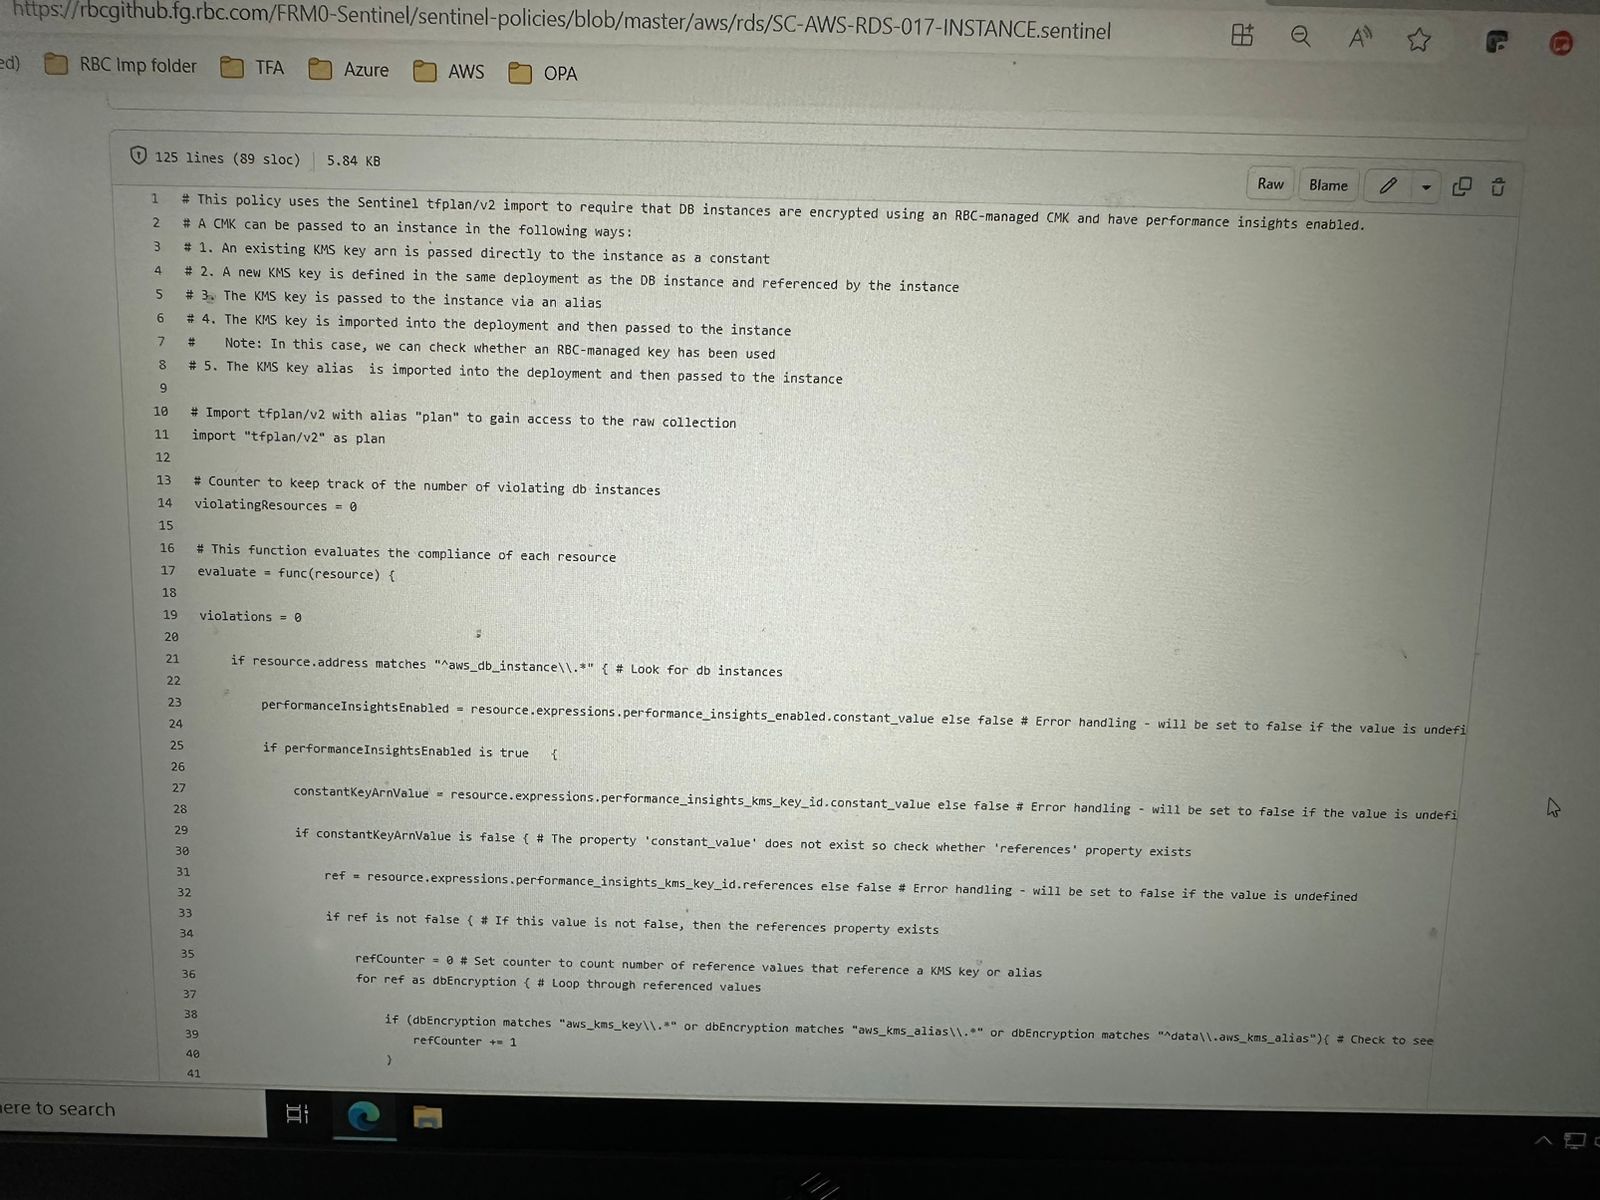 https://rbcgithub.fg.rbc.com/FRM0-Sentinel/sentinel-policies/blob/master/aws/rds/SC-AWS-RDS-017-INSTANCE.sentinel
ed) RBC Imp folder TFA Azure AWS OPA
125 lines (89 sloc) 5.84 KB
Raw Blame
1 # This policy uses the Sentinel tfplan/v2 import to require that DB instances are encrypted using an RBC-managed CMK and have performance insights enabled.
2 # A CMK can be passed to an instance in the following ways:
3 # 1. An existing KMS key arn is passed directly to the instance as a constant
4 # 2. A new KMS key is defined in the same deployment as the DB instance and referenced by the instance
5 # 3. The KMS key is passed to the instance via an alias
6 # 4. The KMS key is imported into the deployment and then passed to the instance
7 #    Note: In this case, we can check whether an RBC-managed key has been used
8 # 5. The KMS key alias  is imported into the deployment and then passed to the instance
9
10 # Import tfplan/v2 with alias "plan" to gain access to the raw collection
11 import "tfplan/v2" as plan
12
13 # Counter to keep track of the number of violating db instances
14 violatingResources = 0
15
16 # This function evaluates the compliance of each resource
17 evaluate = func(resource) {
18
19 violations = 0
20
21     if resource.address matches "^aws_db_instance\\.*" { # Look for db instances
22
23         performanceInsightsEnabled = resource.expressions.performance_insights_enabled.constant_value else false # Error handling - will be set to false if the value is undefi
24
25         if performanceInsightsEnabled is true   {
26
27             constantKeyArnValue = resource.expressions.performance_insights_kms_key_id.constant_value else false # Error handling - will be set to false if the value is undefi
28
29             if constantKeyArnValue is false { # The property 'constant_value' does not exist so check whether 'references' property exists
30
31                 ref = resource.expressions.performance_insights_kms_key_id.references else false # Error handling - will be set to false if the value is undefined
32
33                 if ref is not false { # If this value is not false, then the references property exists
34
35                     refCounter = 0 # Set counter to count number of reference values that reference a KMS key or alias
36                     for ref as dbEncryption { # Loop through referenced values
37
38                         if (dbEncryption matches "aws_kms_key\\.*" or dbEncryption matches "aws_kms_alias\\.*" or dbEncryption matches "^data\\.aws_kms_alias"){ # Check to see
39                             refCounter += 1
40                         }
41
ere to search